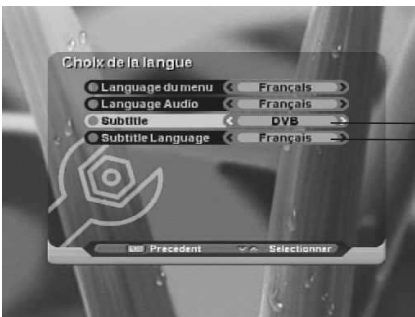 Choix de la langue
Language du menu Français
Language Audio Français
Subtitle DVB
Subtitle Language Français
Precedent Selectionner